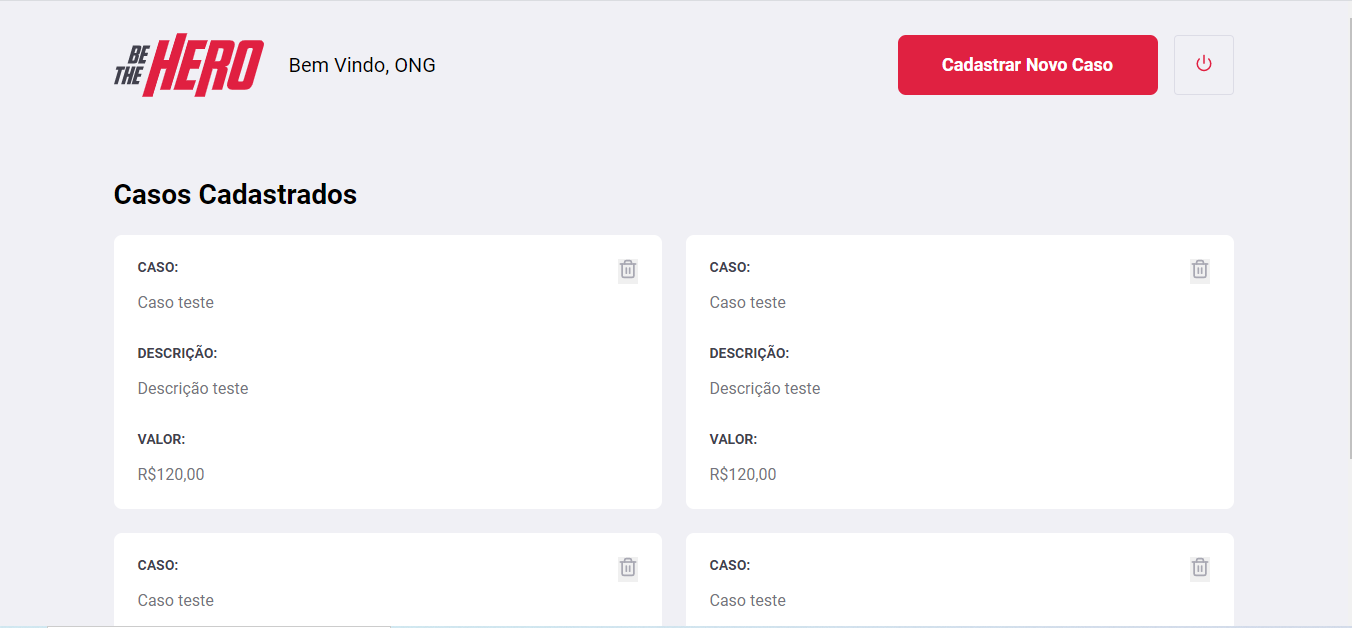 BE THE HERO
Bem Vindo, ONG
Cadastrar Novo Caso
Casos Cadastrados
CASO:
Caso teste
DESCRIÇÃO:
Descrição teste
VALOR:
R$120,00
CASO:
Caso teste
DESCRIÇÃO:
Descrição teste
VALOR:
R$120,00
CASO:
Caso teste
CASO:
Caso teste